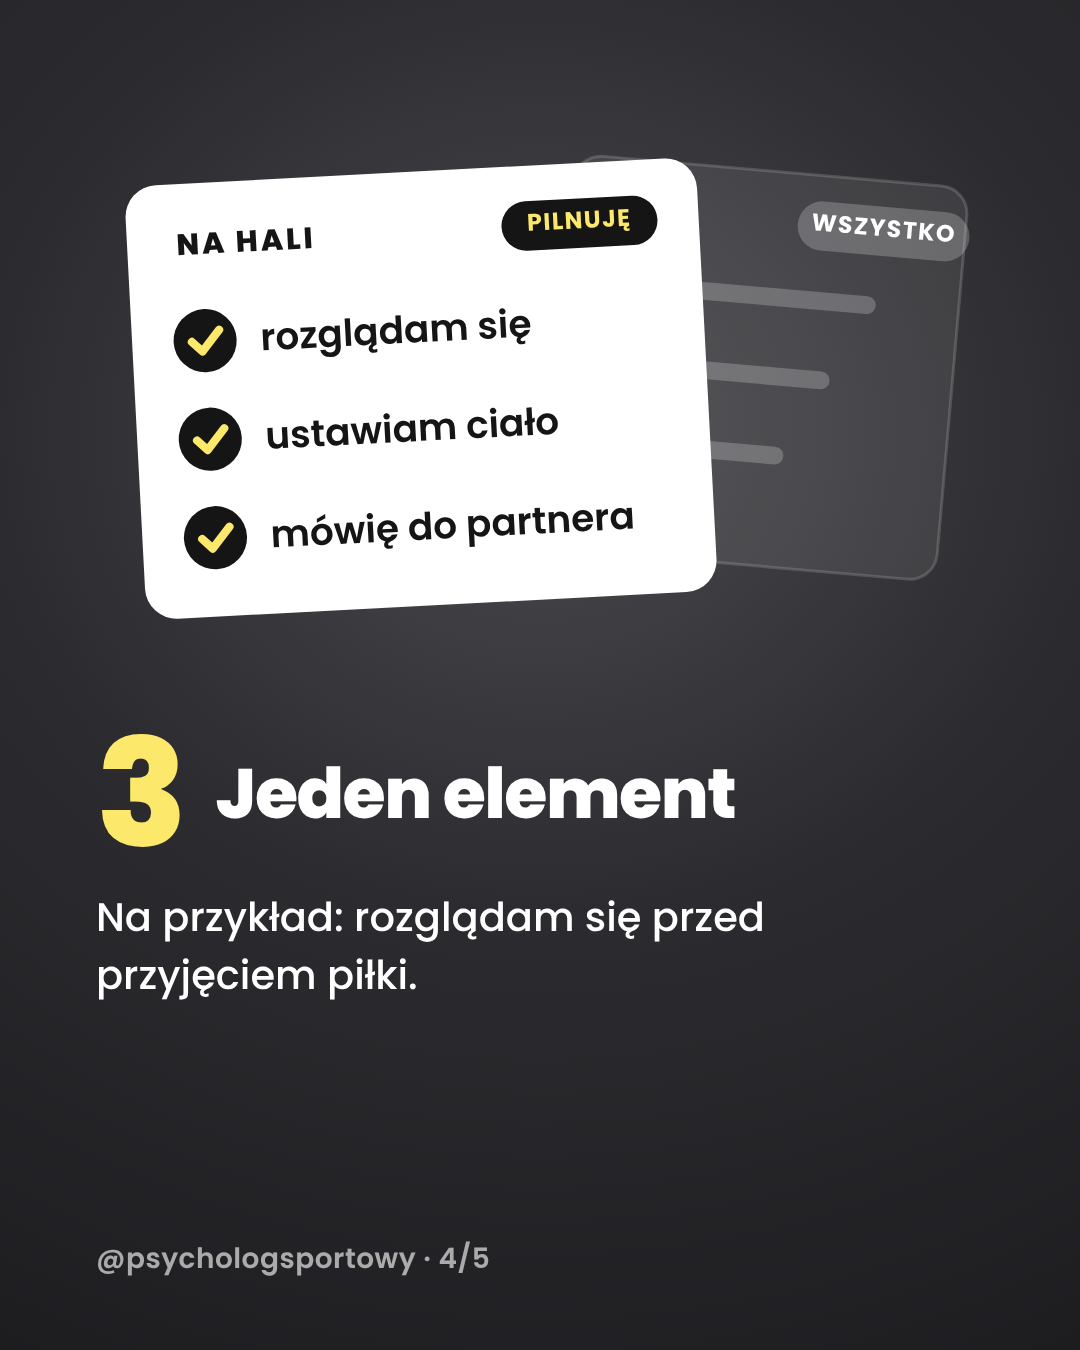 NA HALI
PILNUJĘ
WSZYSTKO
rozglądam się
ustawiam ciało
mówię do partnera
3 Jeden element
Na przykład: rozglądam się przed
przyjęciem piłki.
@psychologsportowy · 4/5